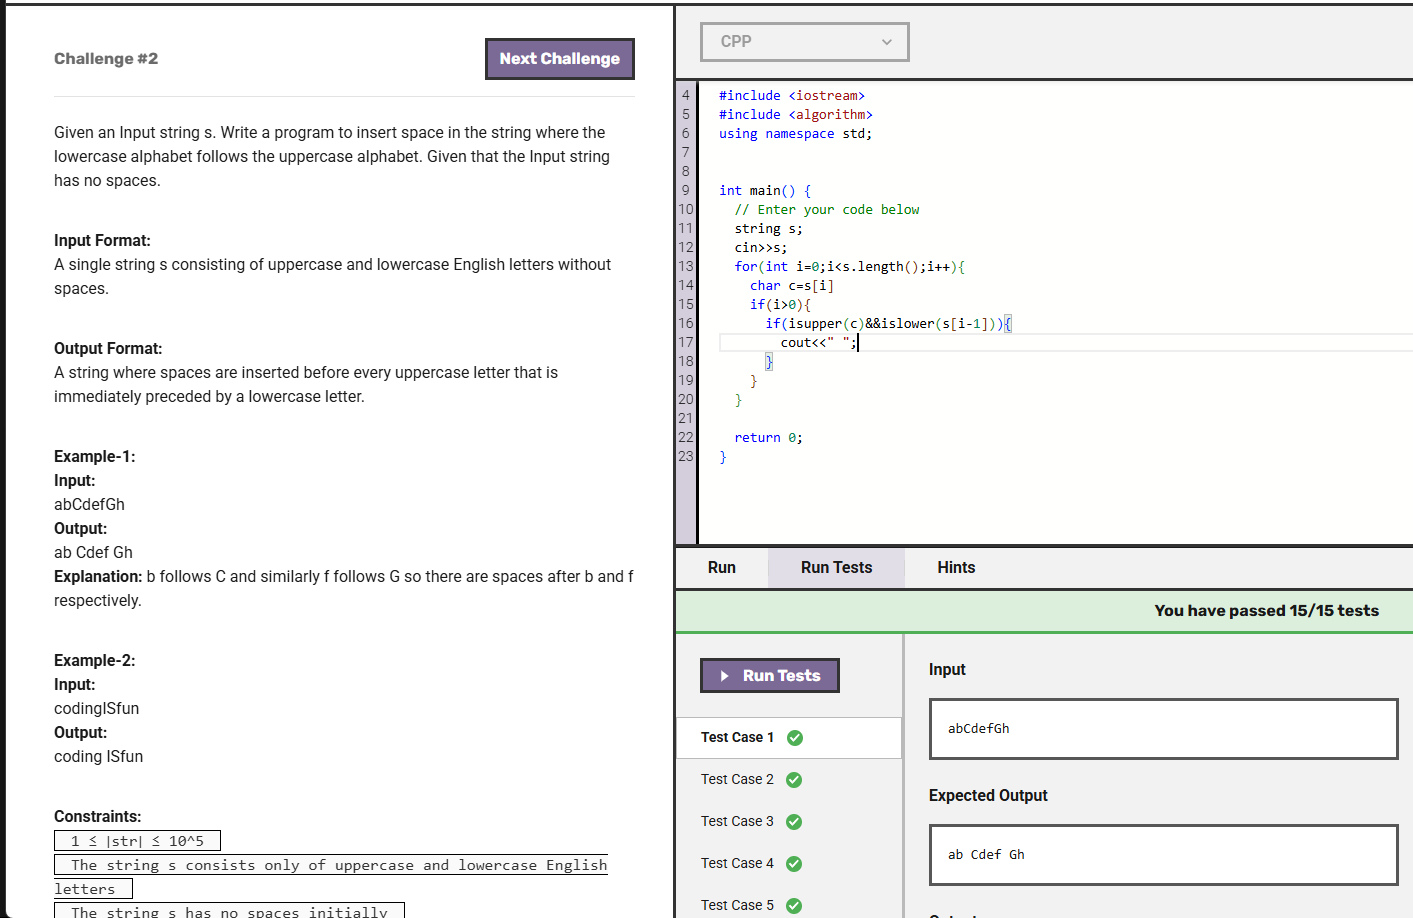 Challenge #2
Next Challenge
Given an Input string s. Write a program to insert space in the string where the
lowercase alphabet follows the uppercase alphabet. Given that the Input string
has no spaces.
Input Format:
A single string s consisting of uppercase and lowercase English letters without
spaces.
Output Format:
A string where spaces are inserted before every uppercase letter that is
immediately preceded by a lowercase letter.
Example-1:
Input:
abCdefGh
Output:
ab Cdef Gh
Explanation: b follows C and similarly f follows G so there are spaces after b and f
respectively.
Example-2:
Input:
codingISfun
Output:
coding ISfun
Constraints:
1 ≤ |str| ≤ 10^5
The string s consists only of uppercase and lowercase English
letters
The string s has no spaces initially
CPP
4 #include <iostream>
5 #include <algorithm>
6 using namespace std;
7
8
9 int main() {
10 // Enter your code below
11 string s;
12 cin>>s;
13 for(int i=0;i<s.length();i++){
14 char c=s[i]
15 if(i>0){
16 if(isupper(c)&&islower(s[i-1])){
17 cout<<" ";
18 }
19 }
20 }
21
22 return 0;
23 }
Run
Run Tests
Hints
You have passed 15/15 tests
Run Tests
Test Case 1
Test Case 2
Test Case 3
Test Case 4
Test Case 5
Input
abCdefGh
Expected Output
ab Cdef Gh